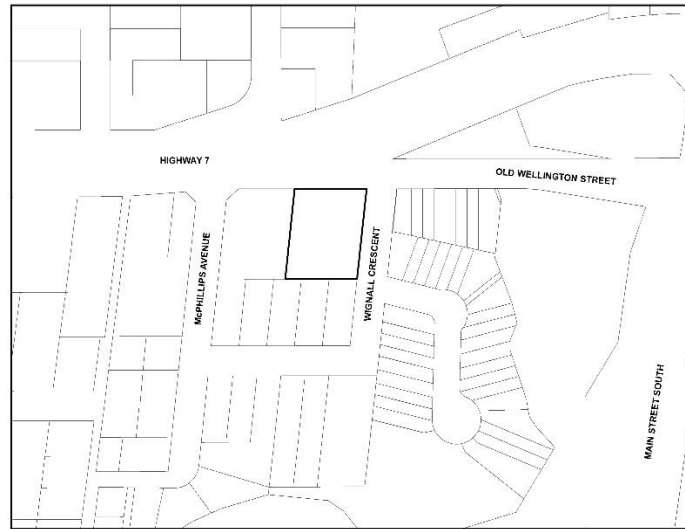 HIGHWAY 7
OLD WELLINGTON STREET
McPHILLIPS AVENUE
WIGNALL CRESCENT
MAIN STREET SOUTH